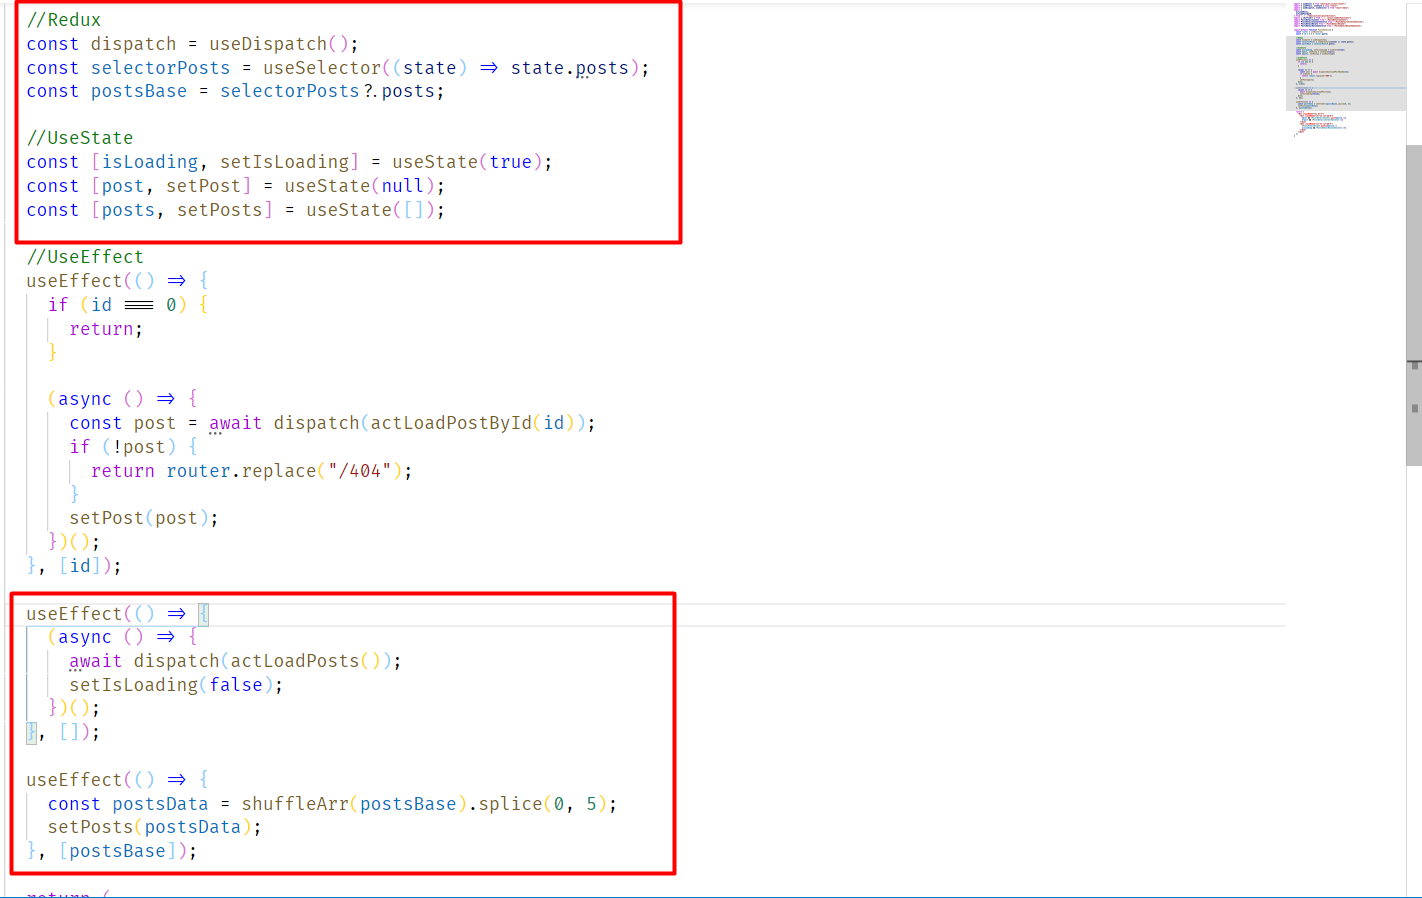 //Redux
const dispatch = useDispatch();
const selectorPosts = useSelector((state) => state.posts);
const postsBase = selectorPosts?.posts;
//UseState
const [isLoading, setIsLoading] = useState(true);
const [post, setPost] = useState(null);
const [posts, setPosts] = useState([]);
//UseEffect
useEffect(() => {
if (id === 0) {
return;
}
(async () => {
const post = await dispatch(actLoadPostById(id));
if (!post) {
return router.replace("/404");
}
setPost(post);
})();
}, [id]);
useEffect(() => {
(async () => {
await dispatch(actLoadPosts());
setIsLoading(false);
})();
}, []);
useEffect(() => {
const postsData = shuffleArr(postsBase).splice(0, 5);
setPosts(postsData);
}, [postsBase]);
return (